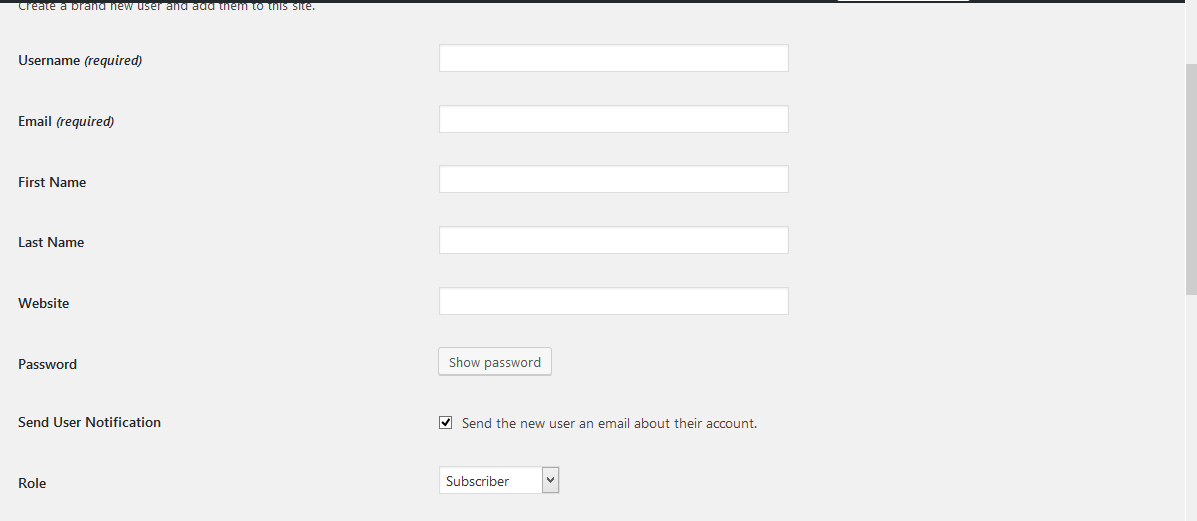 Create a brand new user and add them to this site.
Username (required)
Email (required)
First Name
Last Name
Website
Password Show password
Send User Notification Send the new user an email about their account.
Role Subscriber